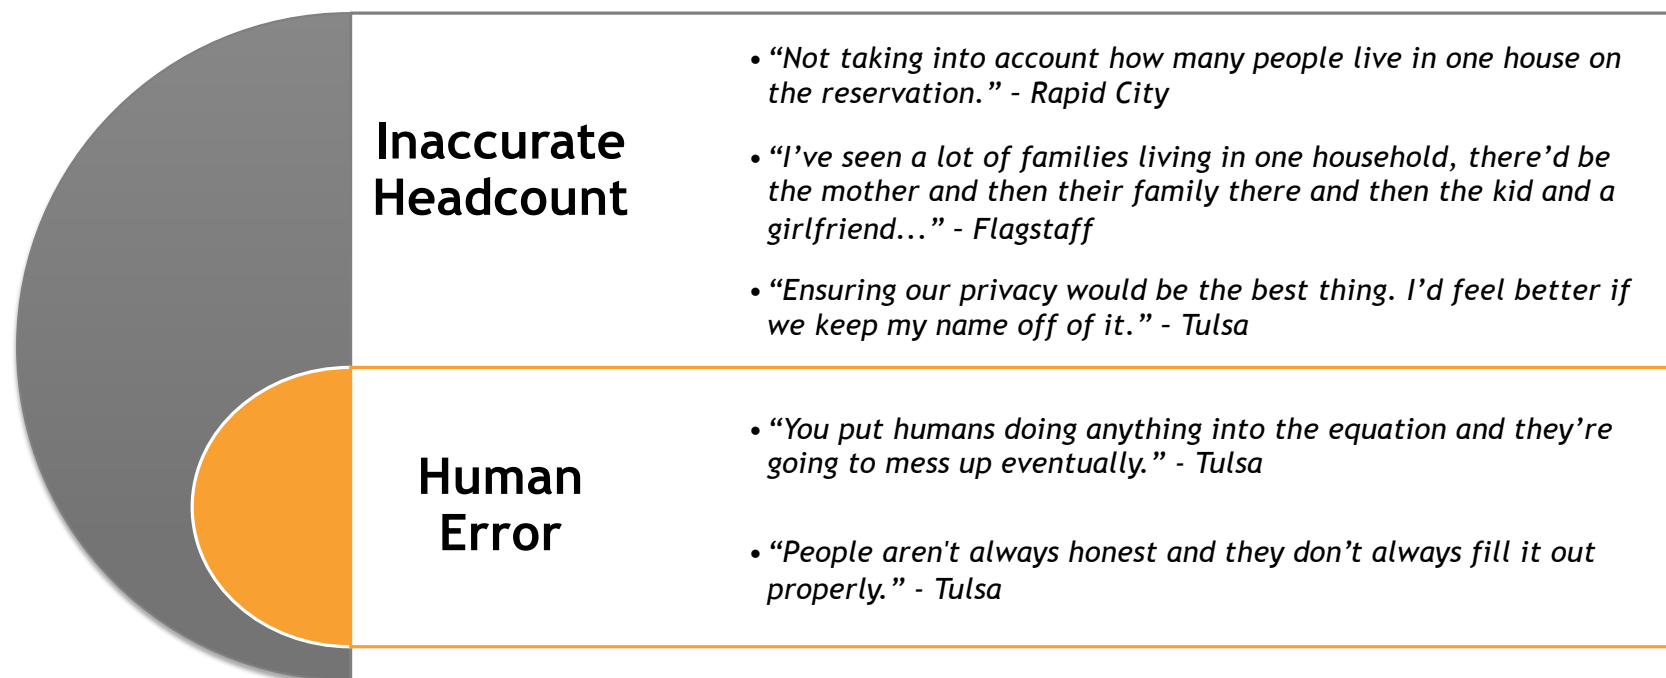 Inaccurate
Headcount
• “Not taking into account how many people live in one house on
the reservation.” – Rapid City
• “I’ve seen a lot of families living in one household, there’d be
the mother and then their family there and then the kid and a
girlfriend...” – Flagstaff
• “Ensuring our privacy would be the best thing. I’d feel better if
we keep my name off of it.” – Tulsa
Human
Error
• “You put humans doing anything into the equation and they’re
going to mess up eventually.” - Tulsa
• “People aren't always honest and they don’t always fill it out
properly.” - Tulsa